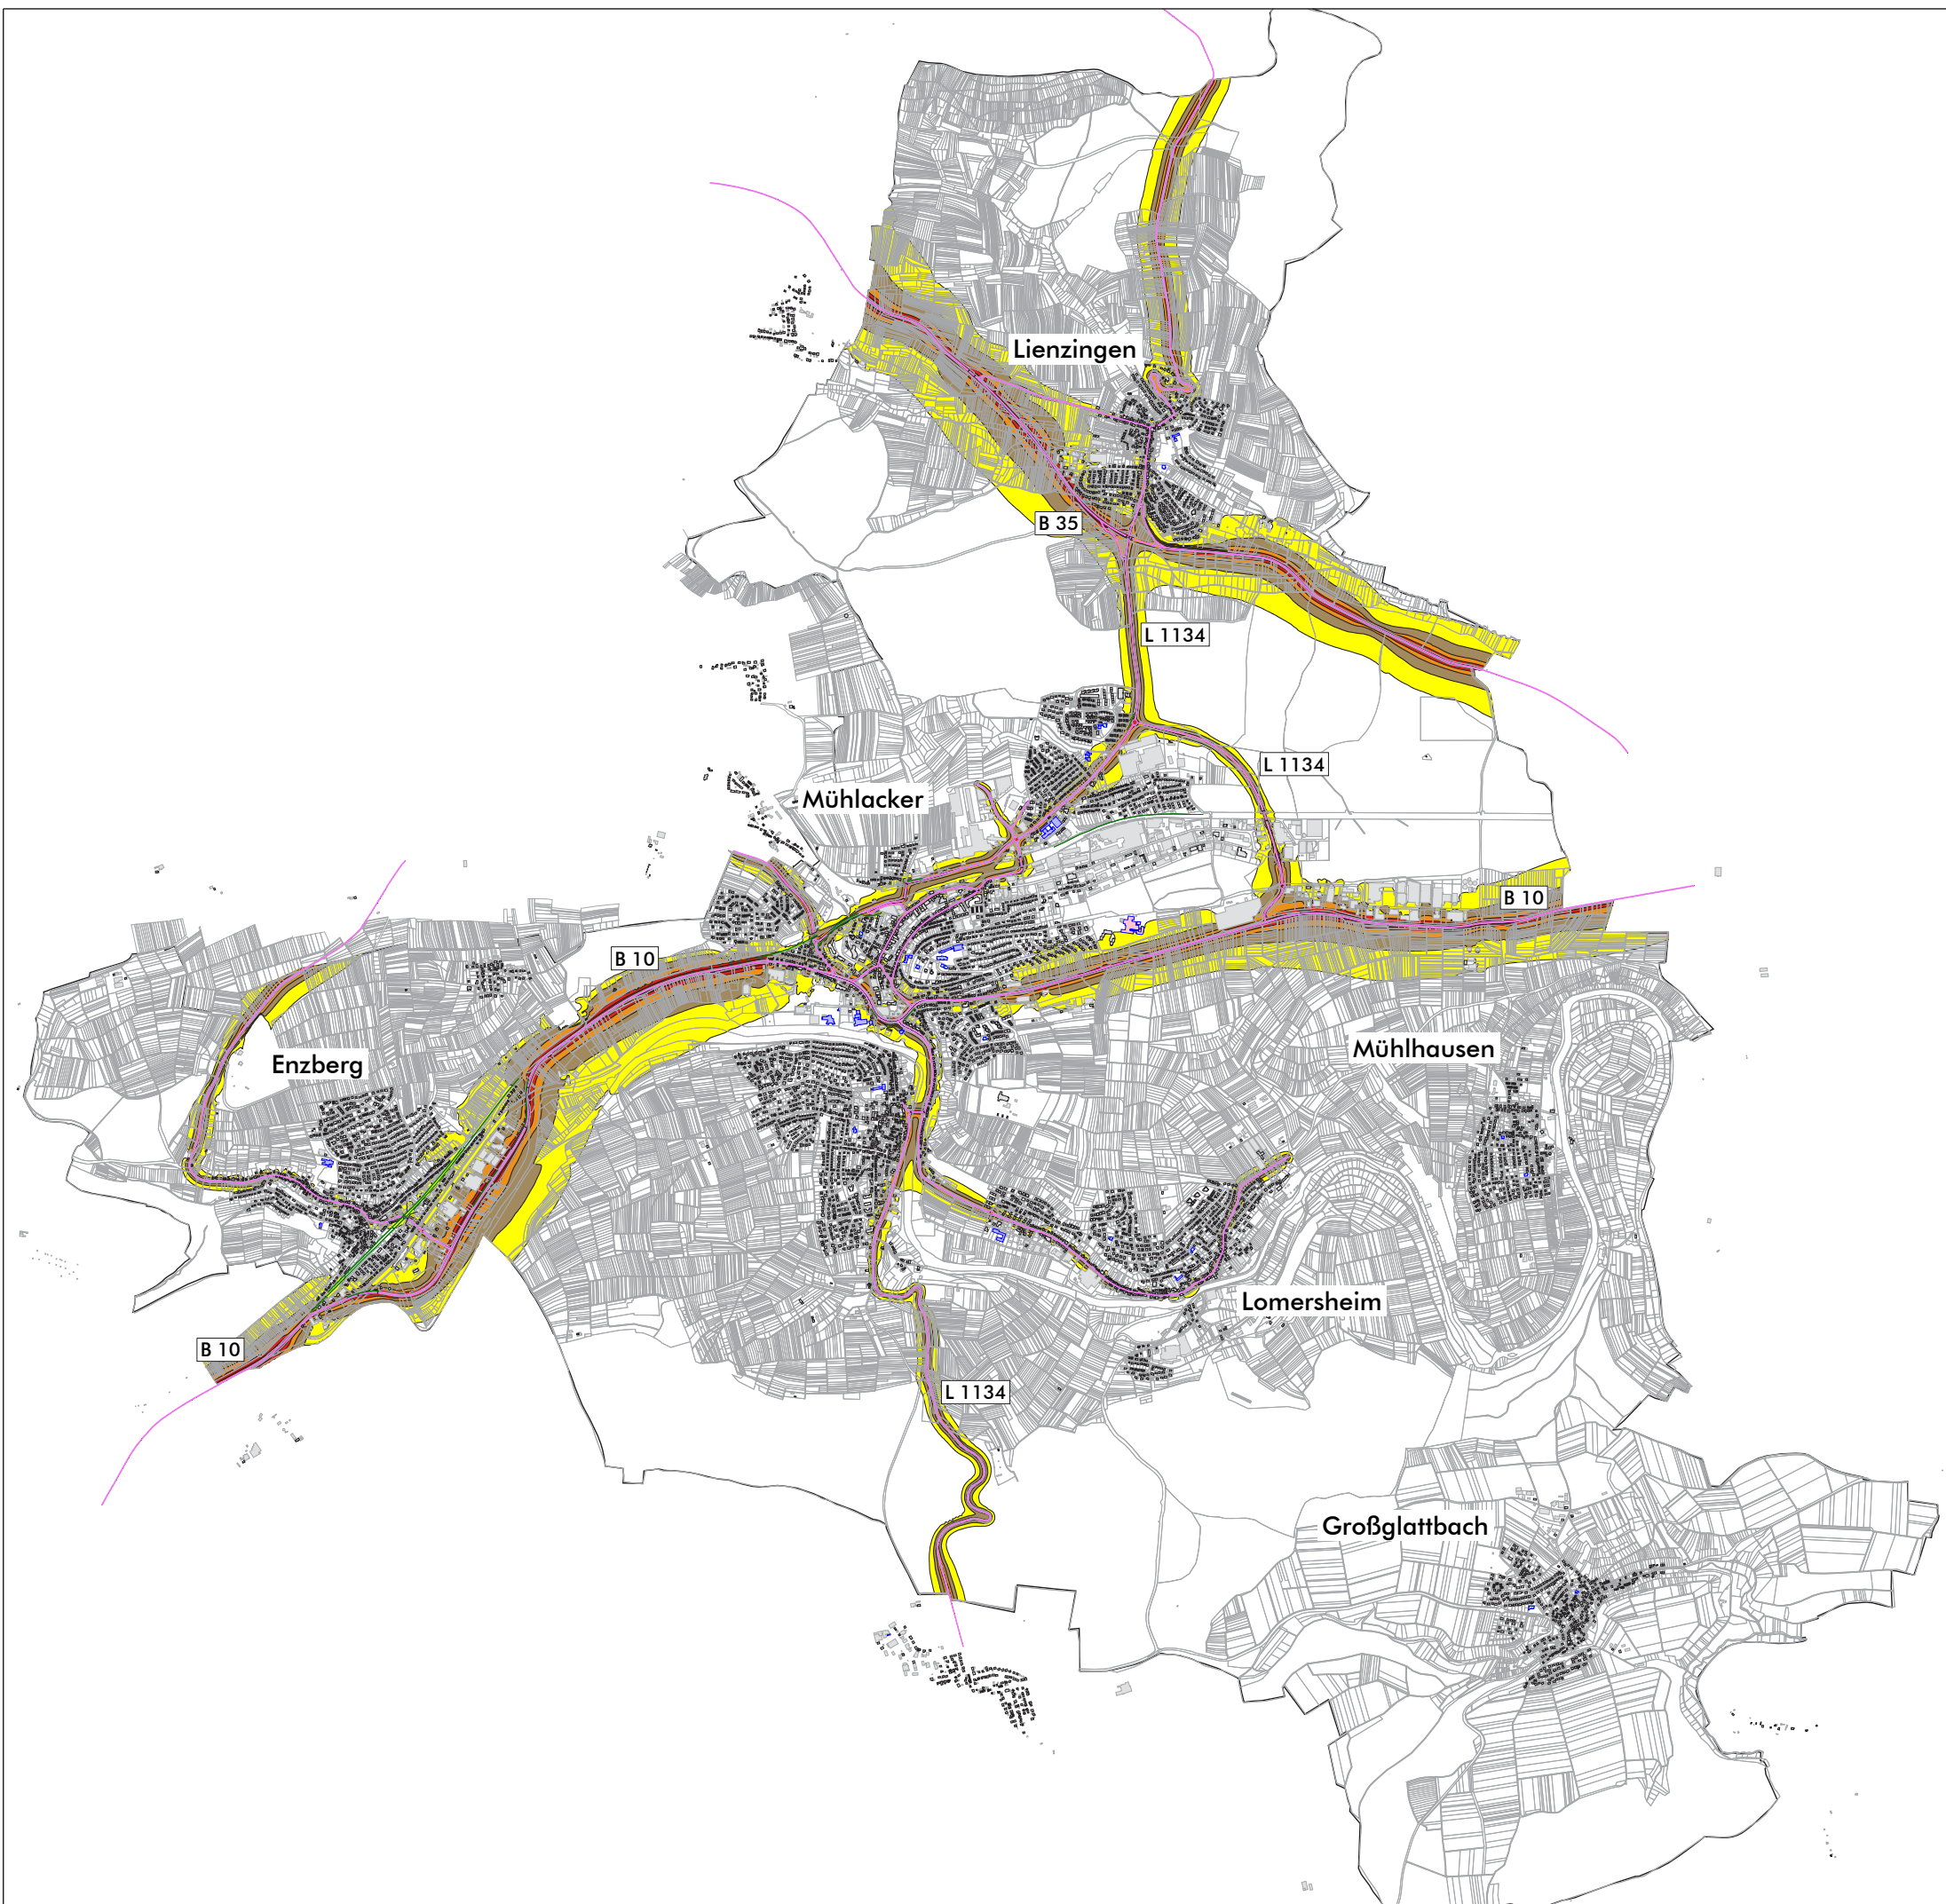 Lienzingen
B 35
L 1134
L 1134
Mühlacker
B 10
B 10
Mühlhausen
Enzberg
Lomersheim
B 10
L 1134
Großglattbach